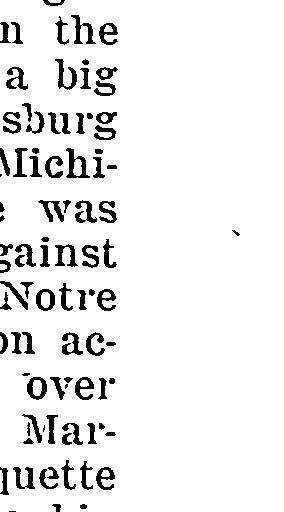 n the
a big
sburg
Michi-
e was
gainst
Notre
on ac-
over
Mar-
quette